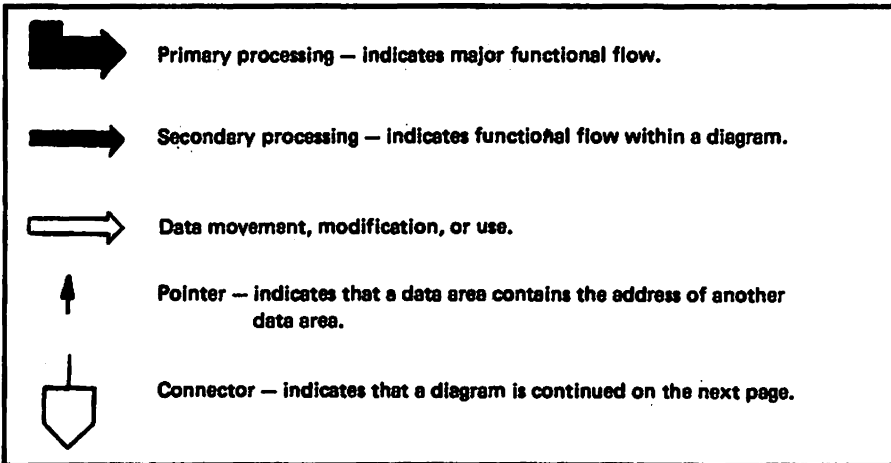 Primary processing — indicates major functional flow.
Secondary processing — indicates functional flow within a diagram.
Data movement, modification, or use.
Pointer — indicates that a data area contains the address of another
data area.
Connector — indicates that a diagram is continued on the next page.